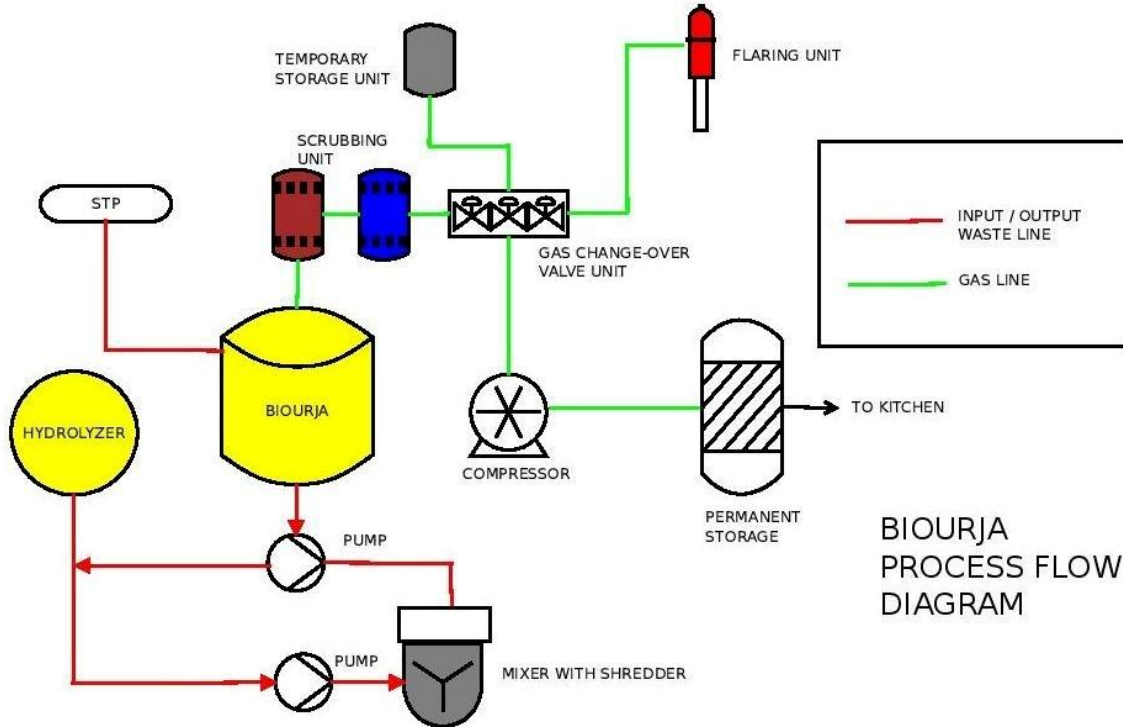 TEMPORARY
STORAGE UNIT
FLARING UNIT
SCRUBBING
UNIT
STP
INPUT / OUTPUT
WASTE LINE
GAS CHANGE-OVER
VALVE UNIT
GAS LINE
BIOURJA
TO KITCHEN
HYDROLYZER
COMPRESSOR
PERMANENT
STORAGE
BIOURJA
PROCESS FLOW
DIAGRAM
PUMP
PUMP
MIXER WITH SHREDDER